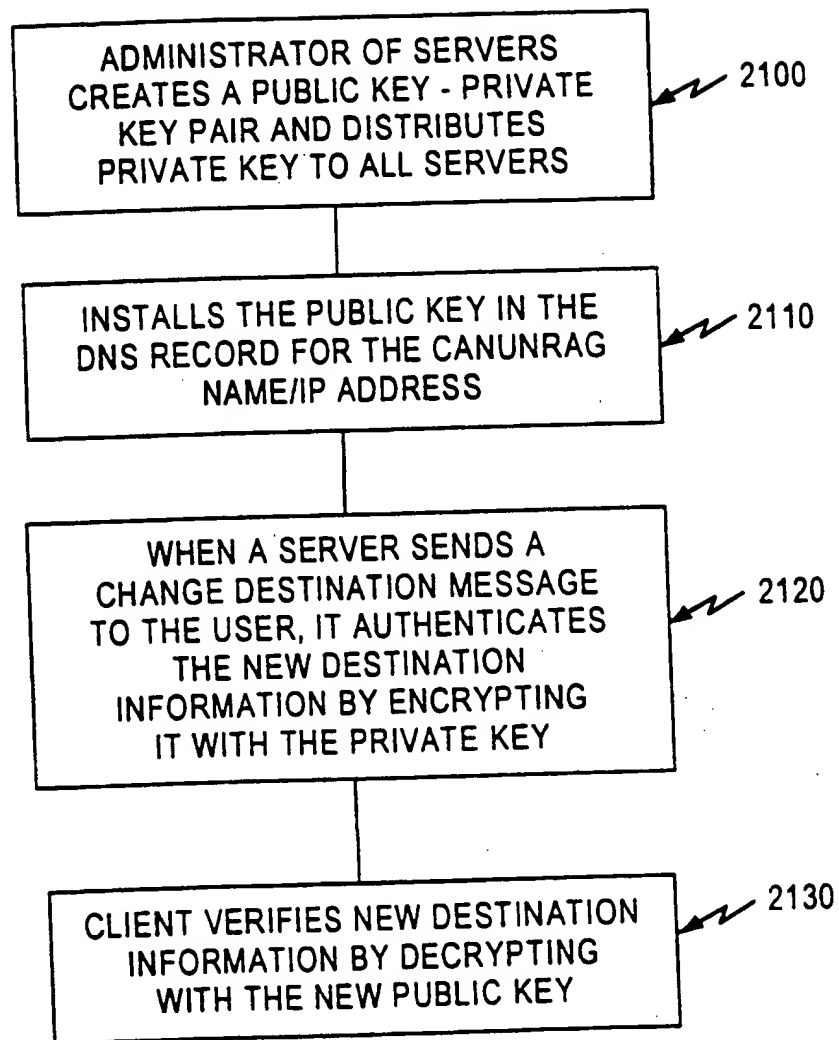 ADMINISTRATOR OF SERVERS
CREATES A PUBLIC KEY - PRIVATE
KEY PAIR AND DISTRIBUTES
PRIVATE KEY TO ALL SERVERS
2100
INSTALLS THE PUBLIC KEY IN THE
DNS RECORD FOR THE CANUNRAG
NAME/IP ADDRESS
2110
WHEN A SERVER SENDS A
CHANGE DESTINATION MESSAGE
TO THE USER, IT AUTHENTICATES
THE NEW DESTINATION
INFORMATION BY ENCRYPTING
IT WITH THE PRIVATE KEY
2120
CLIENT VERIFIES NEW DESTINATION
INFORMATION BY DECRYPTING
WITH THE NEW PUBLIC KEY
2130